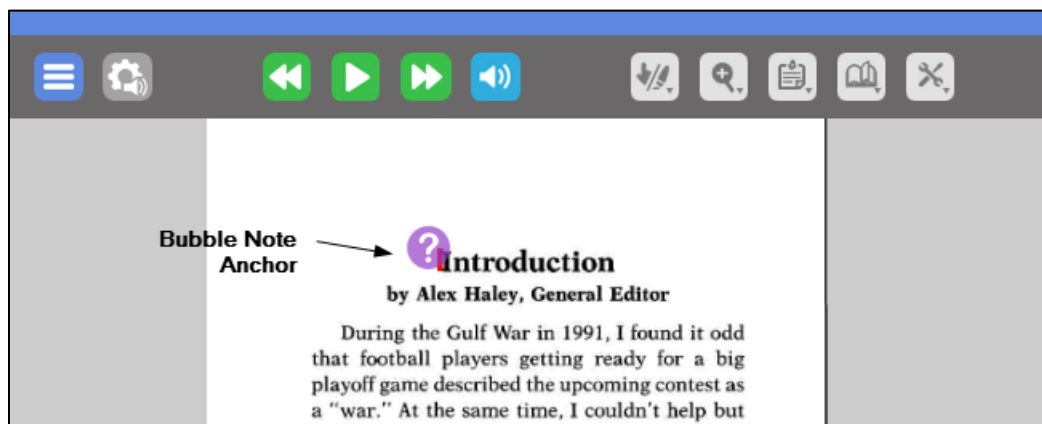 Bubble Note
Anchor
?
Introduction
by Alex Haley, General Editor
During the Gulf War in 1991, I found it odd
that football players getting ready for a big
playoff game described the upcoming contest as
a "war." At the same time, I couldn't help but